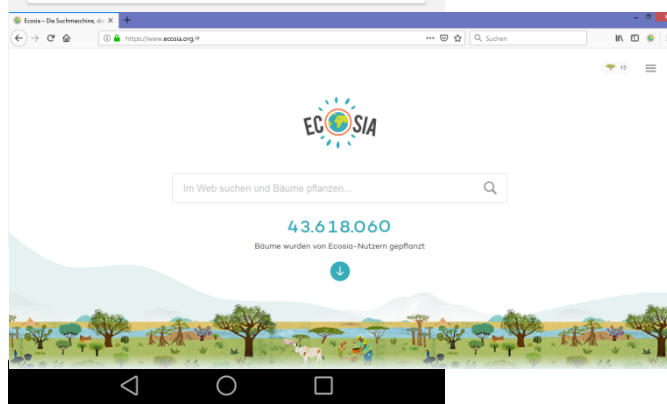 Ecosia – Die Suchmaschine, di
https://www.ecosia.org/#
Suchen
13
ECOSIA
Im Web suchen und Bäume pflanzen...
43.618.060
Bäume wurden von Ecosia-Nutzern gepflanzt